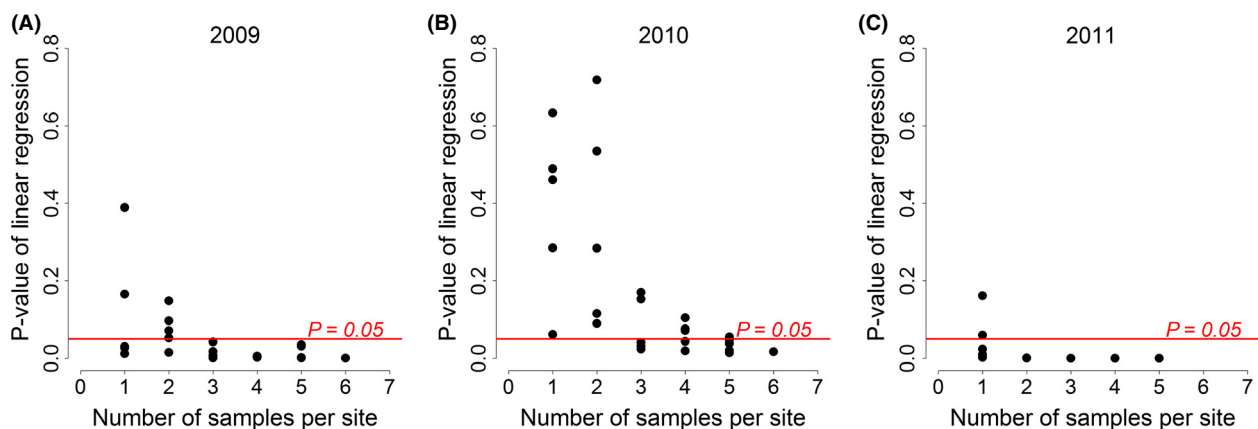 (A)
2009
P-value of linear regression
0.0 0.2 0.4 0.6 0.8
P = 0.05
0 1 2 3 4 5 6 7
Number of samples per site
(B)
2010
P-value of linear regression
0.0 0.2 0.4 0.6 0.8
P = 0.05
0 1 2 3 4 5 6 7
Number of samples per site
(C)
2011
P-value of linear regression
0.0 0.2 0.4 0.6 0.8
P = 0.05
0 1 2 3 4 5 6 7
Number of samples per site